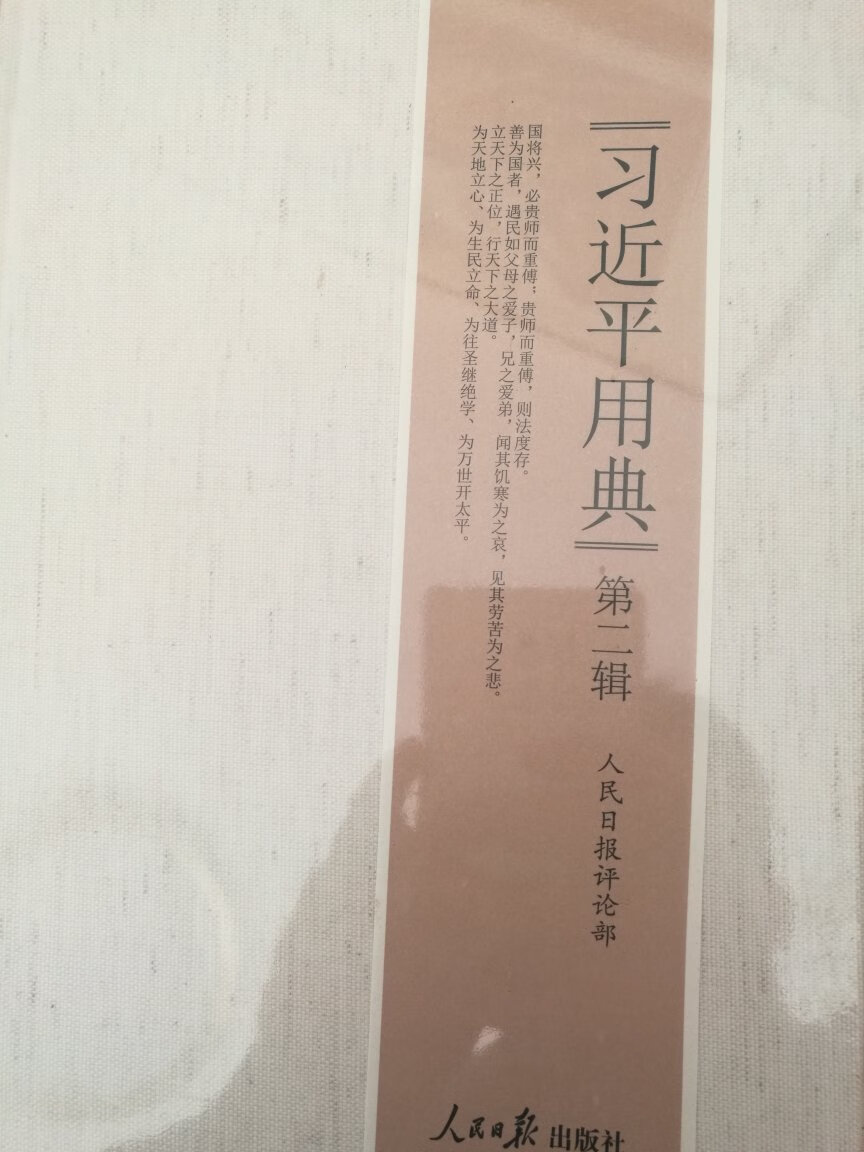 习近平用典
第二辑
人民日报评论部
国将兴，必贵师而重傅；贵师而重傅，则法度存。
善为国者，遇民如父母之爱子，兄之爱弟，闻其饥寒为之哀，见其劳苦为之悲。
立天下之正位，行天下之大道。
为天地立心、为生民立命、为往圣继绝学、为万世开太平。
人民日报出版社